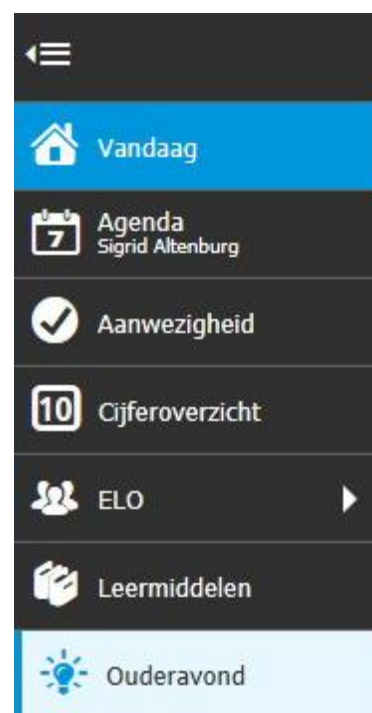 Vandaag
7
Agenda
Sigrid Altenburg
Aanwezigheid
10
Cijferoverzicht
ELO
Leermiddelen
Ouderavond